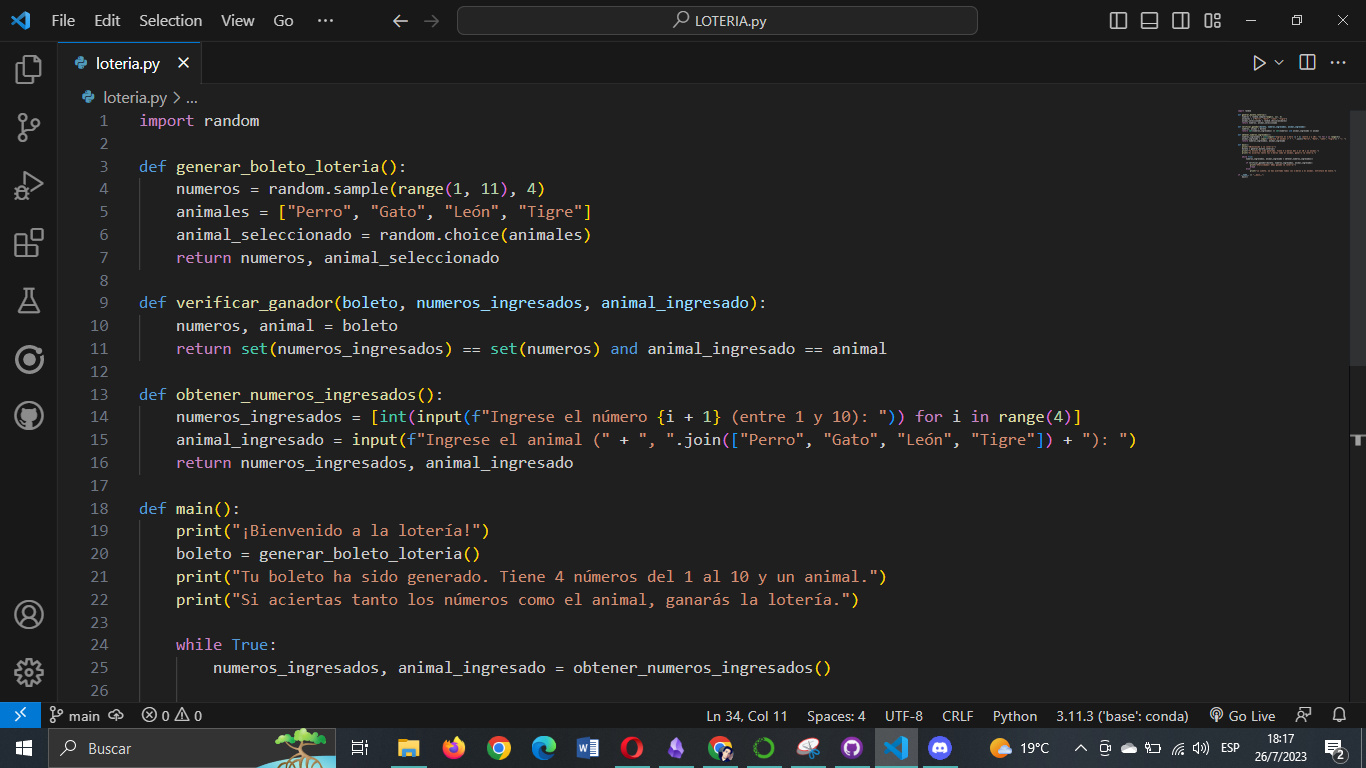 File Edit Selection View Go ···
LOTERIA.py
loteria.py
loteria.py > ...
1 import random
2
3 def generar_boleto_loteria():
4     numeros = random.sample(range(1, 11), 4)
5     animales = ["Perro", "Gato", "León", "Tigre"]
6     animal_seleccionado = random.choice(animales)
7     return numeros, animal_seleccionado
8
9 def verificar_ganador(boleto, numeros_ingresados, animal_ingresado):
10     numeros, animal = boleto
11     return set(numeros_ingresados) == set(numeros) and animal_ingresado == animal
12
13 def obtener_numeros_ingresados():
14     numeros_ingresados = [int(input(f"Ingrese el número {i + 1} (entre 1 y 10): ")) for i in range(4)]
15     animal_ingresado = input(f"Ingrese el animal (" + ", ".join(["Perro", "Gato", "León", "Tigre"]) + "): ")
16     return numeros_ingresados, animal_ingresado
17
18 def main():
19     print("¡Bienvenido a la lotería!")
20     boleto = generar_boleto_loteria()
21     print("Tu boleto ha sido generado. Tiene 4 números del 1 al 10 y un animal.")
22     print("Si aciertas tanto los números como el animal, ganarás la lotería.")
23
24     while True:
25         numeros_ingresados, animal_ingresado = obtener_numeros_ingresados()
26
main 0 0 Ln 34, Col 11 Spaces: 4 UTF-8 CRLF Python 3.11.3 ('base': conda) Go Live
Buscar 19°C ESP 18:17
26/7/2023 2